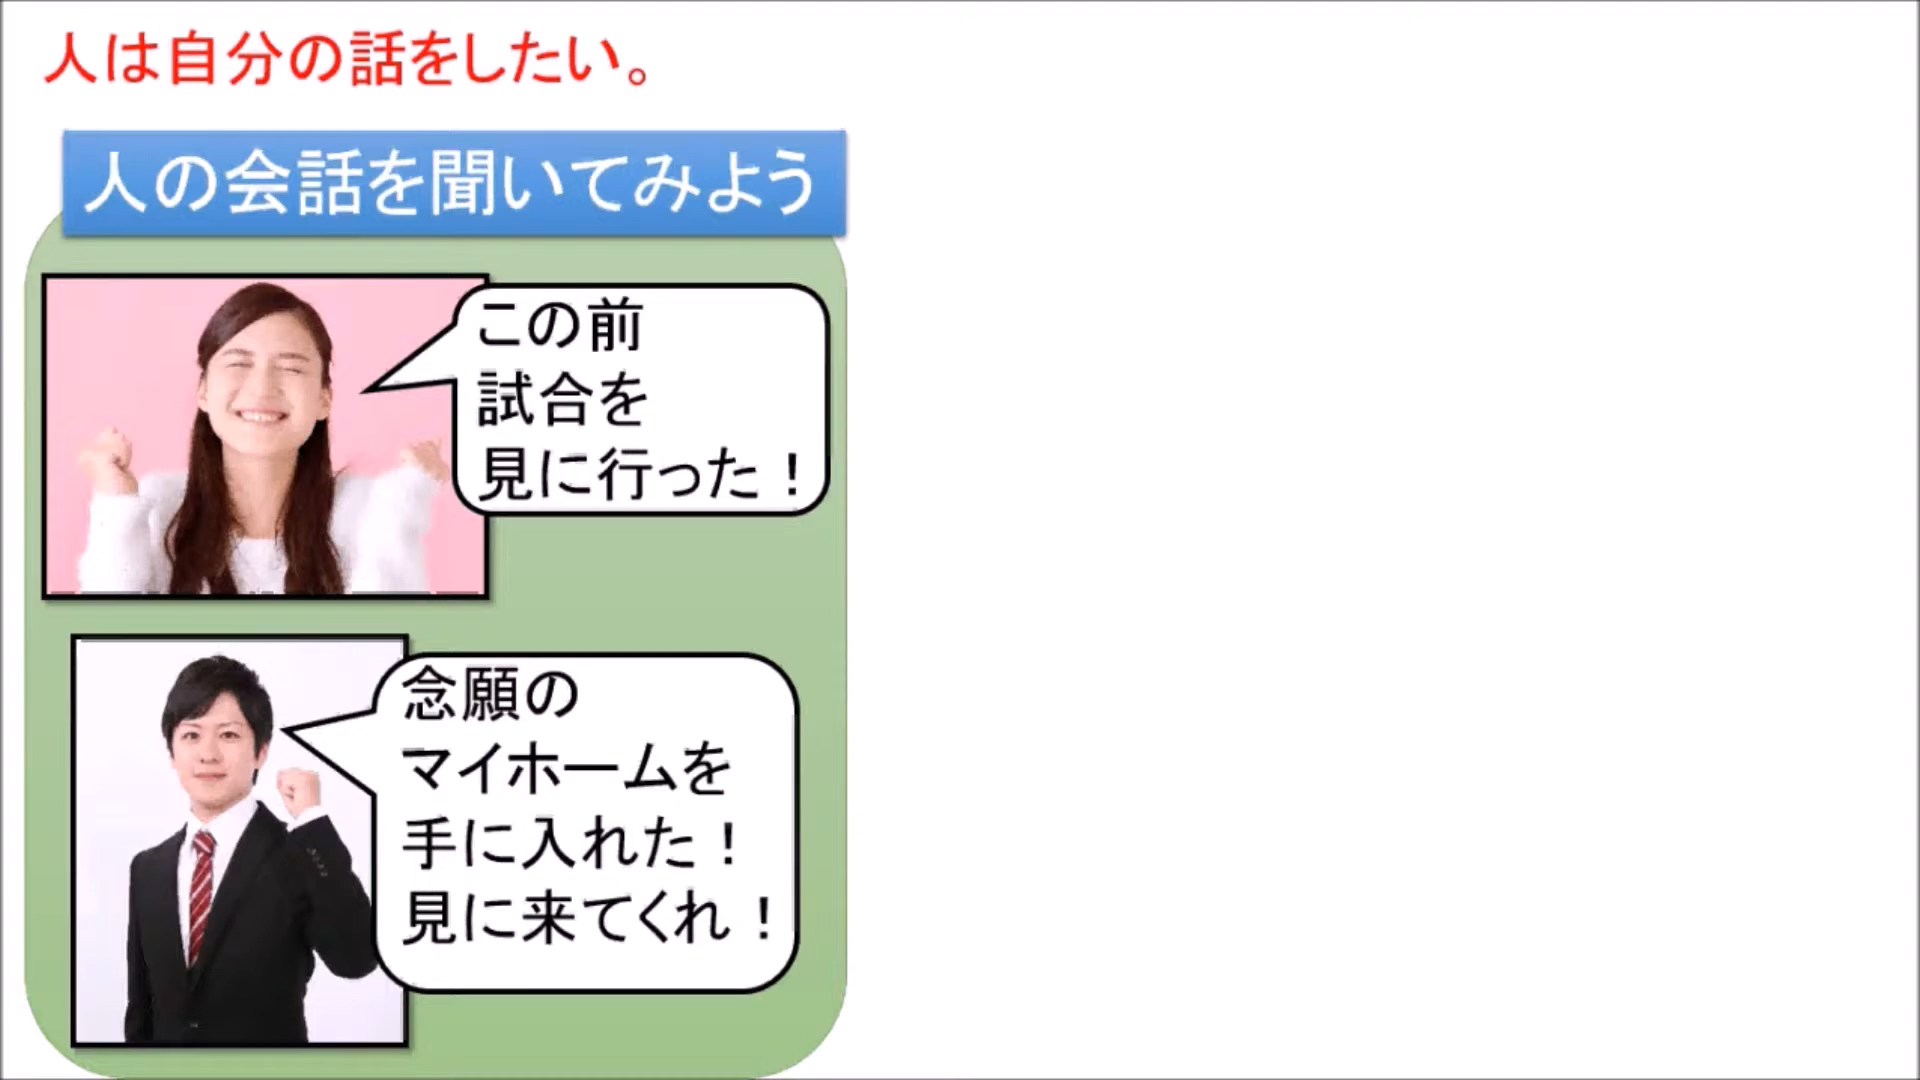 人は自分の話をしたい。
人の会話を聞いてみよう
この前
試合を
見に行った！
念願の
マイホームを
手に入れた！
見に来てくれ！